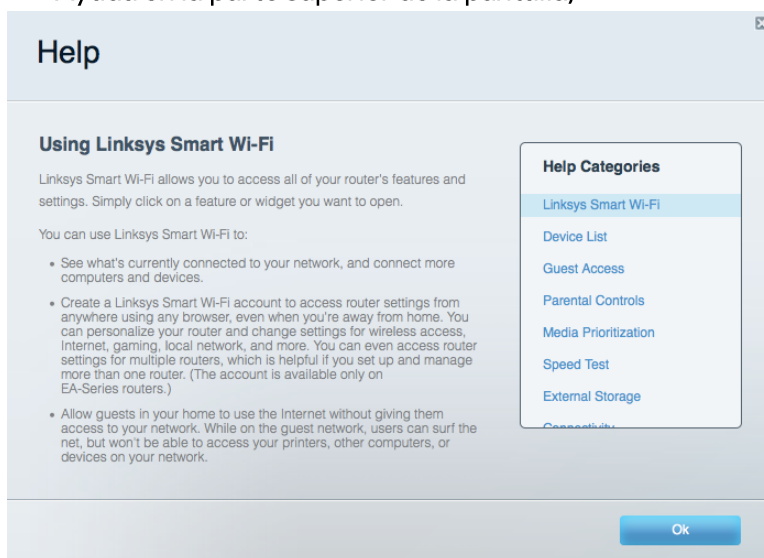 Ayuda en la parte superior de la pantalla)
Help
Using Linksys Smart Wi-Fi
Linksys Smart Wi-Fi allows you to access all of your router's features and
settings. Simply click on a feature or widget you want to open.
You can use Linksys Smart Wi-Fi to:
• See what's currently connected to your network, and connect more
computers and devices.
• Create a Linksys Smart Wi-Fi account to access router settings from
anywhere using any browser, even when you're away from home. You
can personalize your router and change settings for wireless access,
Internet, gaming, local network, and more. You can even access router
settings for multiple routers, which is helpful if you set up and manage
more than one router. (The account is available only on
EA-Series routers.)
• Allow guests in your home to use the Internet without giving them
access to your network. While on the guest network, users can surf the
net, but won't be able to access your printers, other computers, or
devices on your network.
Help Categories
Linksys Smart Wi-Fi
Device List
Guest Access
Parental Controls
Media Prioritization
Speed Test
External Storage
Connectivity
Ok